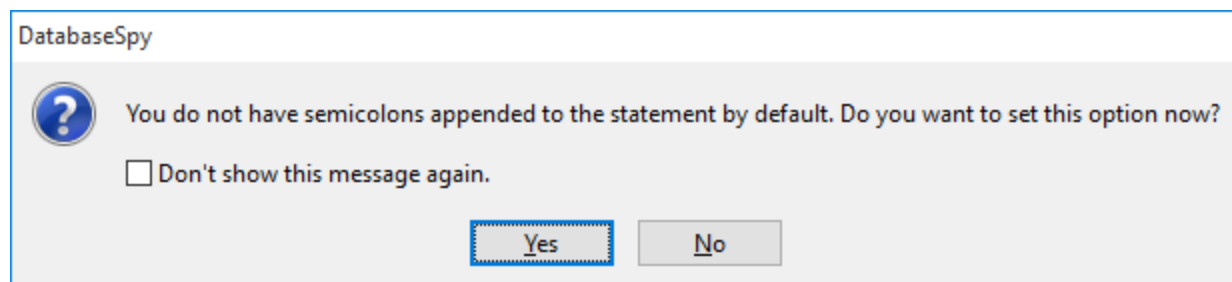 DatabaseSpy
You do not have semicolons appended to the statement by default. Do you want to set this option now?
Don't show this message again.
Yes
No